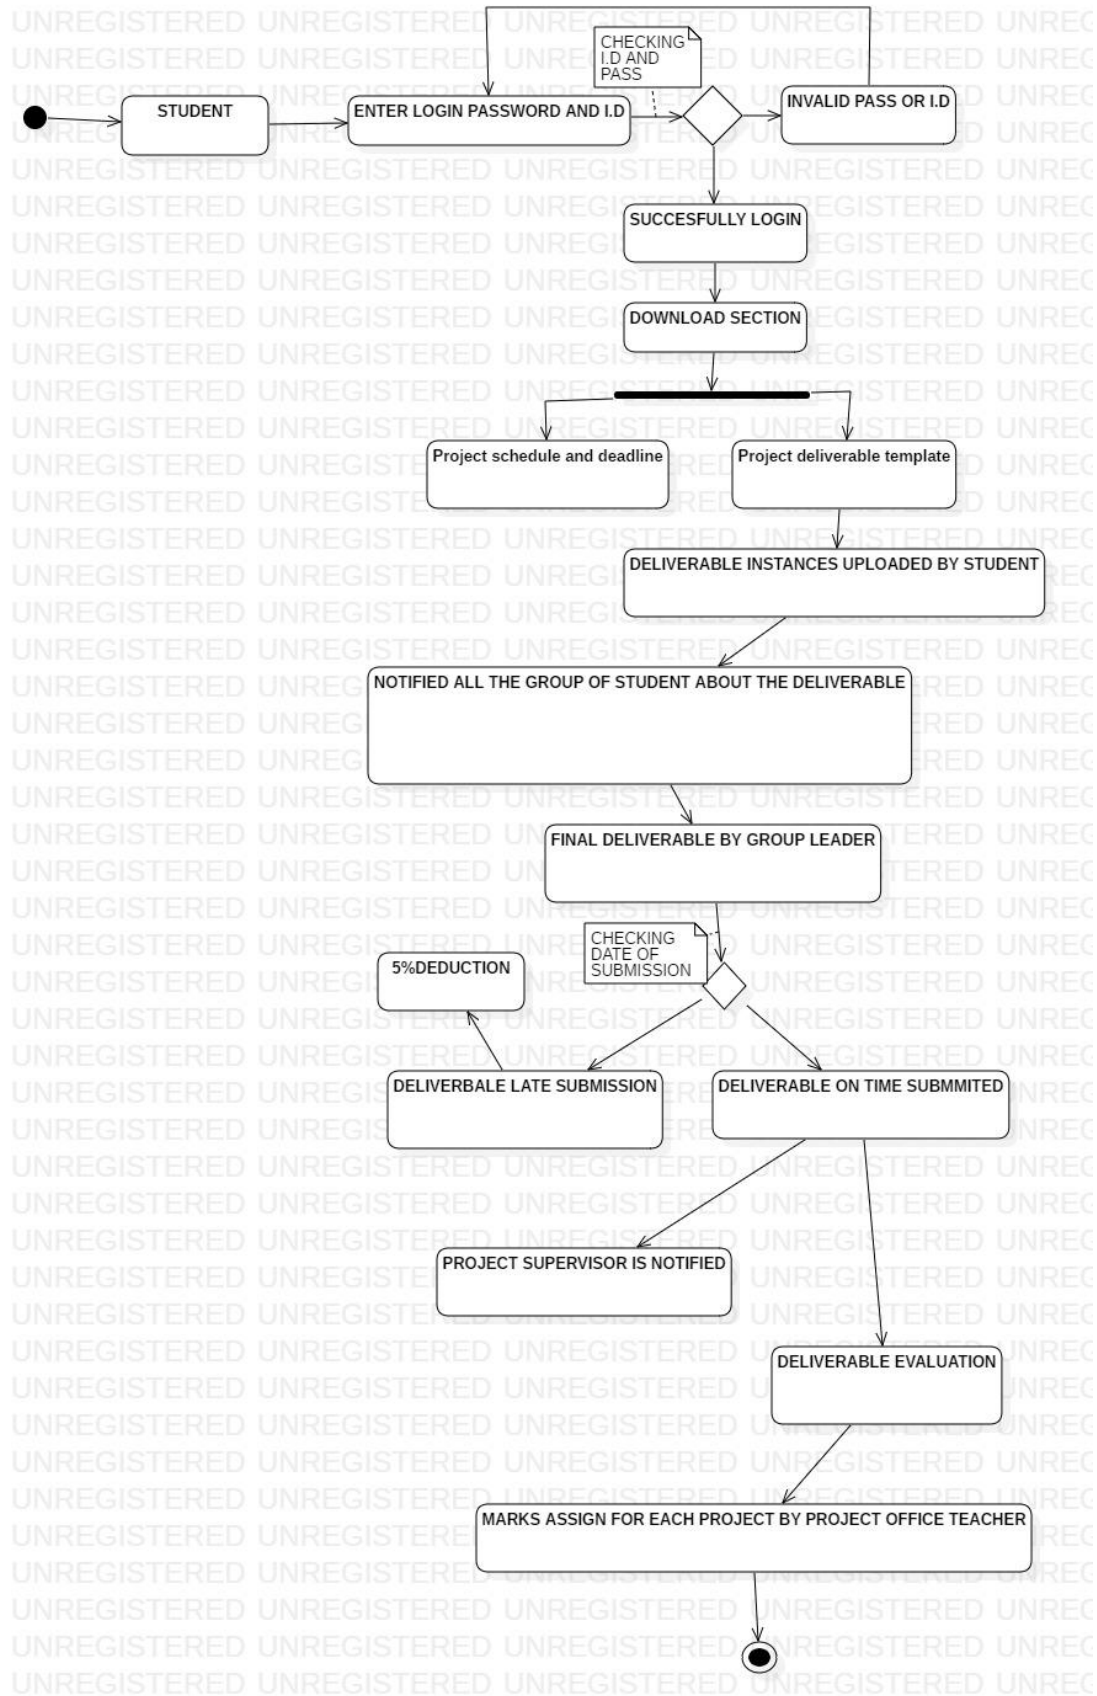 CHECKING
I.D AND
PASS
STUDENT
ENTER LOGIN PASSWORD AND I.D
INVALID PASS OR I.D
SUCCESFULLY LOGIN
DOWNLOAD SECTION
Project schedule and deadline
Project deliverable template
DELIVERABLE INSTANCES UPLOADED BY STUDENT
NOTIFIED ALL THE GROUP OF STUDENT ABOUT THE DELIVERABLE
FINAL DELIVERABLE BY GROUP LEADER
CHECKING
DATE OF
SUBMISSION
5%DEDUCTION
DELIVERBALE LATE SUBMISSION
DELIVERABLE ON TIME SUBMMITED
PROJECT SUPERVISOR IS NOTIFIED
DELIVERABLE EVALUATION
MARKS ASSIGN FOR EACH PROJECT BY PROJECT OFFICE TEACHER
UNREGISTERED